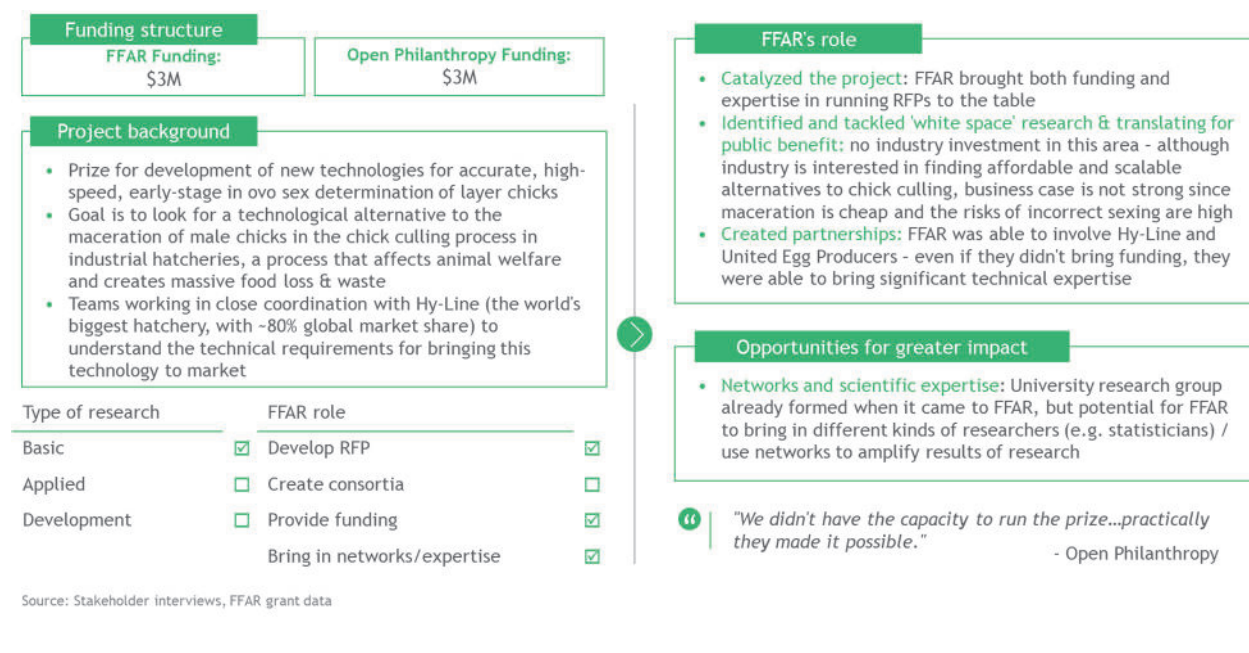 Funding structure
FFAR Funding:
$3M
Open Philanthropy Funding:
$3M
Project background
• Prize for development of new technologies for accurate, high-
speed, early-stage in ovo sex determination of layer chicks
• Goal is to look for a technological alternative to the
maceration of male chicks in the chick culling process in
industrial hatcheries, a process that affects animal welfare
and creates massive food loss & waste
• Teams working in close coordination with Hy-Line (the world's
biggest hatchery, with ~80% global market share) to
understand the technical requirements for bringing this
technology to market
Type of research
Basic ☑
Applied ☐
Development ☐
FFAR role
Develop RFP ☑
Create consortia ☐
Provide funding ☑
Bring in networks/expertise ☑
FFAR's role
• Catalyzed the project: FFAR brought both funding and
expertise in running RFPs to the table
• Identified and tackled 'white space' research & translating for
public benefit: no industry investment in this area – although
industry is interested in finding affordable and scalable
alternatives to chick culling, business case is not strong since
maceration is cheap and the risks of incorrect sexing are high
• Created partnerships: FFAR was able to involve Hy-Line and
United Egg Producers – even if they didn't bring funding, they
were able to bring significant technical expertise
Opportunities for greater impact
• Networks and scientific expertise: University research group
already formed when it came to FFAR, but potential for FFAR
to bring in different kinds of researchers (e.g. statisticians) /
use networks to amplify results of research
"We didn't have the capacity to run the prize…practically
they made it possible."
- Open Philanthropy
Source: Stakeholder interviews, FFAR grant data